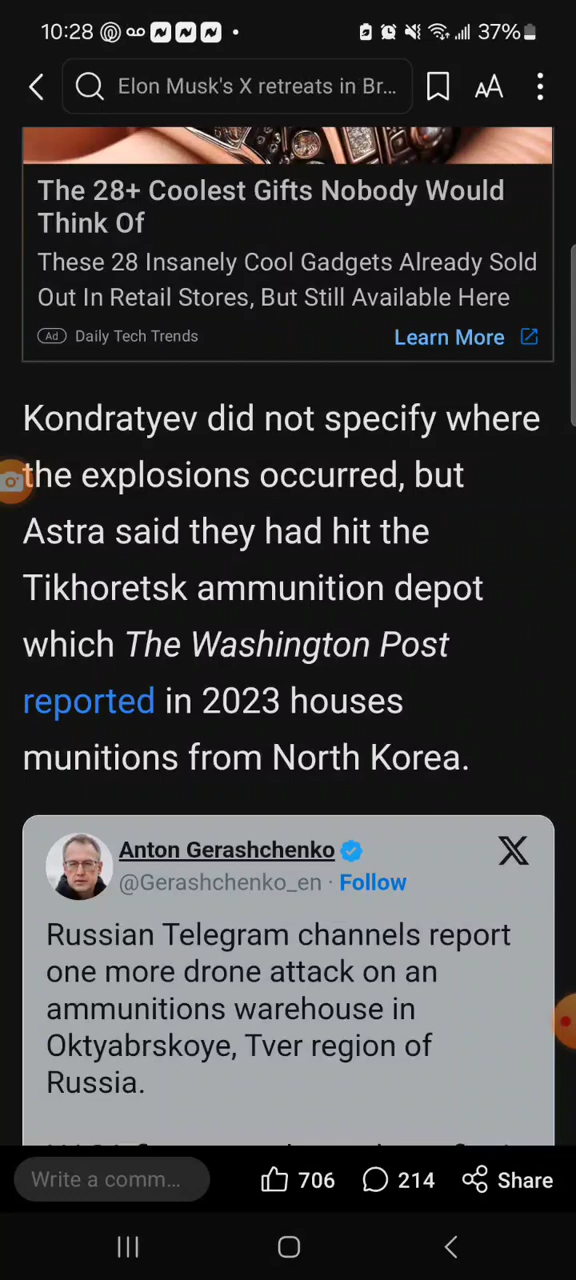 10:28
37%
Elon Musk's X retreats in Br...
AA
The 28+ Coolest Gifts Nobody Would
Think Of
These 28 Insanely Cool Gadgets Already Sold
Out In Retail Stores, But Still Available Here
Ad Daily Tech Trends
Learn More
Kondratyev did not specify where
the explosions occurred, but
Astra said they had hit the
Tikhoretsk ammunition depot
which The Washington Post
reported in 2023 houses
munitions from North Korea.
Anton Gerashchenko
@Gerashchenko_en · Follow
Russian Telegram channels report
one more drone attack on an
ammunitions warehouse in
Oktyabrskoye, Tver region of
Russia.
Write a comm...
706
214
Share